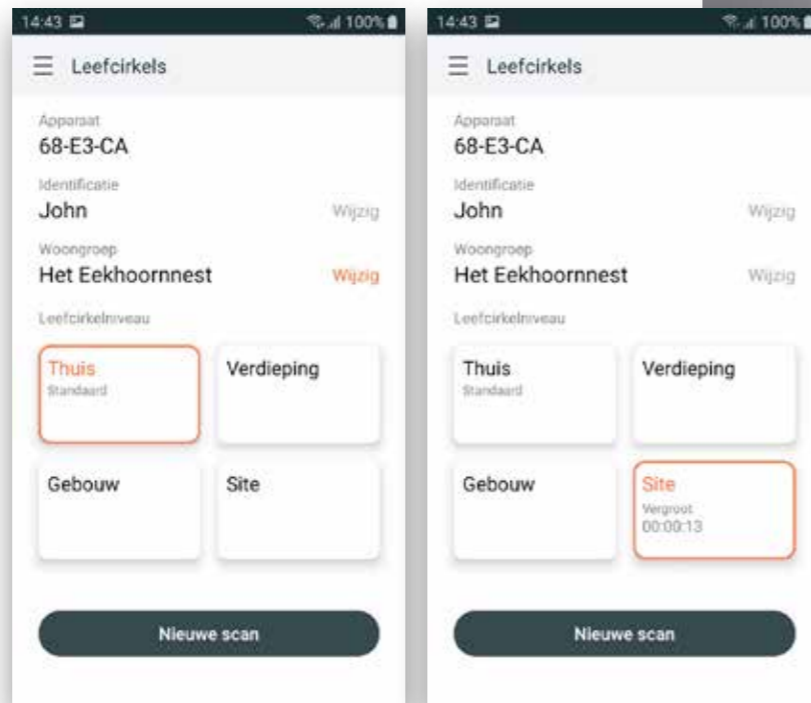 14:43 100%
Leefcirkels
Apparaat
68-E3-CA
Identificatie
John Wijzig
Woongroep
Het Eekhoornnest Wijzig
Leefcirkelniveau
Thuis Verdieping
Standaard
Gebouw Site
Nieuwe scan
14:43 100%
Leefcirkels
Apparaat
68-E3-CA
Identificatie
John Wijzig
Woongroep
Het Eekhoornnest Wijzig
Leefcirkelniveau
Thuis Verdieping
Standaard
Gebouw Site
Vergroot
00:00:13
Nieuwe scan